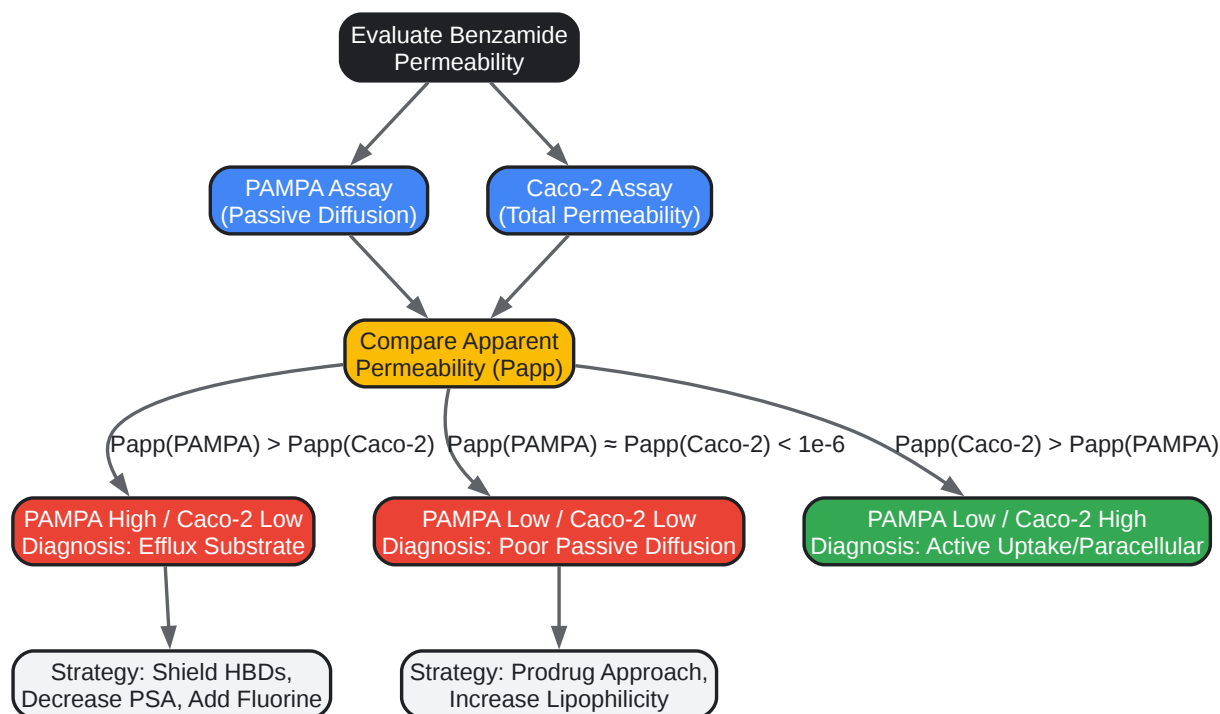 Evaluate Benzamide
Permeability
PAMPA Assay
(Passive Diffusion)
Caco-2 Assay
(Total Permeability)
Compare Apparent
Permeability (Papp)
Papp(PAMPA) > Papp(Caco-2)
Papp(PAMPA) ≈ Papp(Caco-2) < 1e-6
Papp(Caco-2) > Papp(PAMPA)
PAMPA High / Caco-2 Low
Diagnosis: Efflux Substrate
PAMPA Low / Caco-2 Low
Diagnosis: Poor Passive Diffusion
PAMPA Low / Caco-2 High
Diagnosis: Active Uptake/Paracellular
Strategy: Shield HBDs,
Decrease PSA, Add Fluorine
Strategy: Prodrug Approach,
Increase Lipophilicity